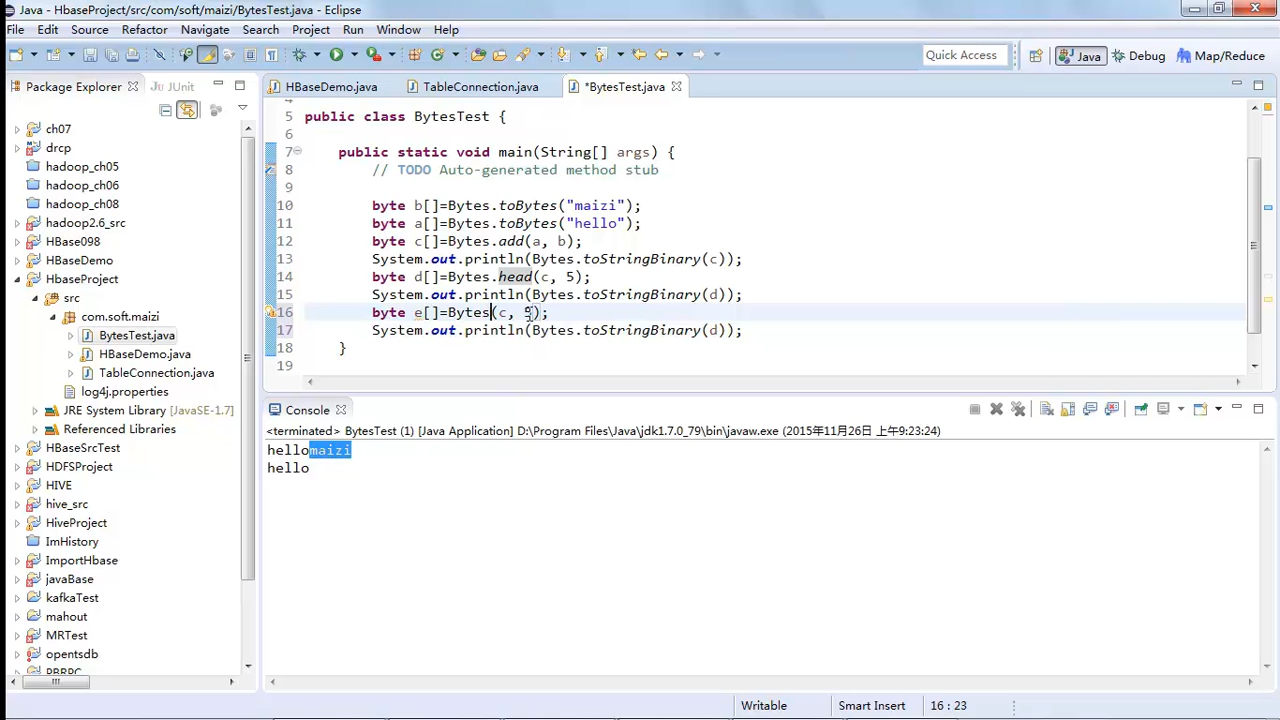 Java - HbaseProject/src/com/soft/maizi/BytesTest.java - Eclipse
File Edit Source Refactor Navigate Search Project Run Window Help
Quick Access Java Debug Map/Reduce
Package Explorer JUnit
HBaseDemo.java TableConnection.java *BytesTest.java
ch07
drcp
hadoop_ch05
hadoop_ch06
hadoop_ch08
hadoop2.6_src
HBase098
HBaseDemo
HbaseProject
src
com.soft.maizi
BytesTest.java
HBaseDemo.java
TableConnection.java
log4j.properties
JRE System Library [JavaSE-1.7]
Referenced Libraries
HBaseSrcTest
HDFSProject
HIVE
hive_src
HiveProject
ImHistory
ImportHbase
javaBase
kafkaTest
mahout
MRTest
opentsdb
PBRPC
4
5 public class BytesTest {
6
7 public static void main(String[] args) {
8 // TODO Auto-generated method stub
9
10 byte b[]=Bytes.toBytes("maizi");
11 byte a[]=Bytes.toBytes("hello");
12 byte c[]=Bytes.add(a, b);
13 System.out.println(Bytes.toStringBinary(c));
14 byte d[]=Bytes.head(c, 5);
15 System.out.println(Bytes.toStringBinary(d));
16 byte e[]=Bytes(c, 5);
17 System.out.println(Bytes.toStringBinary(d));
18 }
19
Console
<terminated> BytesTest (1) [Java Application] D:\Program Files\Java\jdk1.7.0_79\bin\javaw.exe (2015年11月26日 上午9:23:24)
hellomaizi
hello
Writable Smart Insert 16 : 23